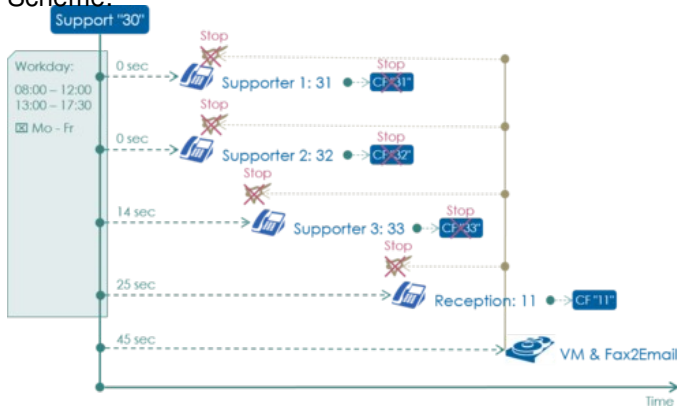 Scheme:
Support "30"
Workday:
08:00 – 12:00
13:00 – 17:30
☒ Mo - Fr
Stop
0 sec
Supporter 1: 31
Stop
CF "31"
Stop
0 sec
Supporter 2: 32
Stop
CF "32"
Stop
14 sec
Supporter 3: 33
Stop
CF "33"
Stop
25 sec
Reception: 11
CF "11"
45 sec
VM & Fax2Email
Time